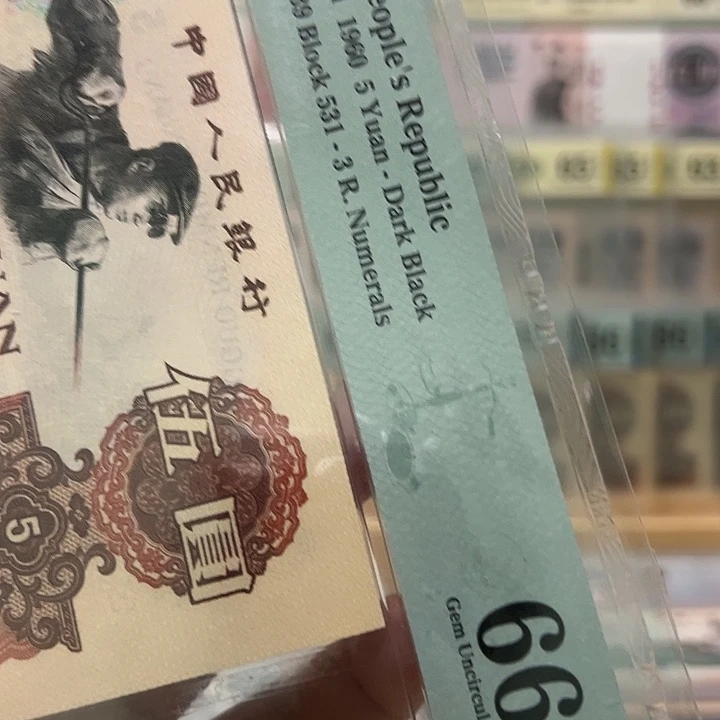 中國人民銀行
伍圓
5
eople's Republic
1960 5 Yuan - Dark Black
89 Block 531 - 3 R. Numerals
66
Gem Uncircul